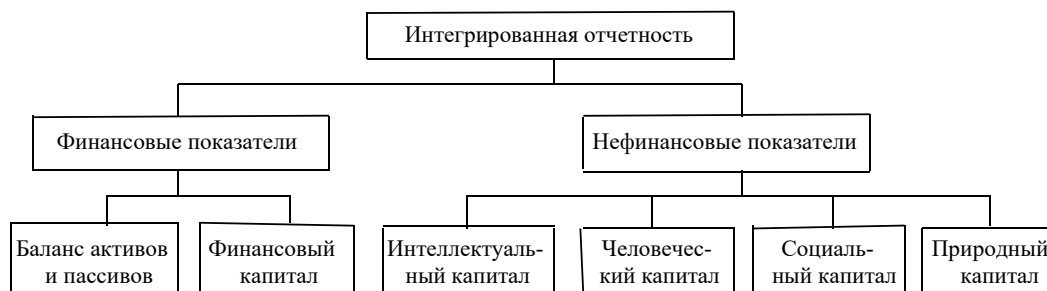 Интегрированная отчетность
Финансовые показатели
Нефинансовые показатели
Баланс активов
и пассивов
Финансовый
капитал
Интеллектуаль-
ный капитал
Человечес-
кий капитал
Социаль-
ный капитал
Природный
капитал